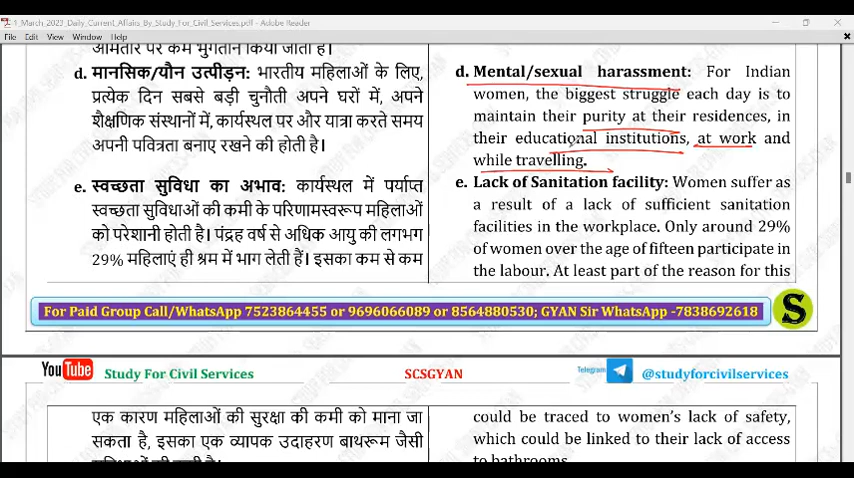 1_March_2023_Daily_Current_Affairs_By_Study_For_Civil_Services.pdf - Adobe Reader
File Edit View Window Help
आमतौर पर कम भुगतान किया जाता है।
d. मानसिक/यौन उत्पीड़न: भारतीय महिलाओं के लिए,
प्रत्येक दिन सबसे बड़ी चुनौती अपने घरों में, अपने
शैक्षणिक संस्थानों में, कार्यस्थल पर और यात्रा करते समय
अपनी पवित्रता बनाए रखने की होती है।
e. स्वच्छता सुविधा का अभाव: कार्यस्थल में पर्याप्त
स्वच्छता सुविधाओं की कमी के परिणामस्वरूप महिलाओं
को परेशानी होती है। पंद्रह वर्ष से अधिक आयु की लगभग
29% महिलाएं ही श्रम में भाग लेती हैं। इसका कम से कम
d. Mental/sexual harassment: For Indian
women, the biggest struggle each day is to
maintain their purity at their residences, in
their educational institutions, at work and
while travelling.
e. Lack of Sanitation facility: Women suffer as
a result of a lack of sufficient sanitation
facilities in the workplace. Only around 29%
of women over the age of fifteen participate in
the labour. At least part of the reason for this
For Paid Group Call/WhatsApp 7523864455 or 9696066089 or 8564880530; GYAN Sir WhatsApp -7838692618
S
YouTube Study For Civil Services
SCSGYAN
Telegram @studyforcivilservices
एक कारण महिलाओं की सुरक्षा की कमी को माना जा
सकता है, इसका एक व्यापक उदाहरण बाथरूम जैसी
could be traced to women's lack of safety,
which could be linked to their lack of access
to bathrooms.